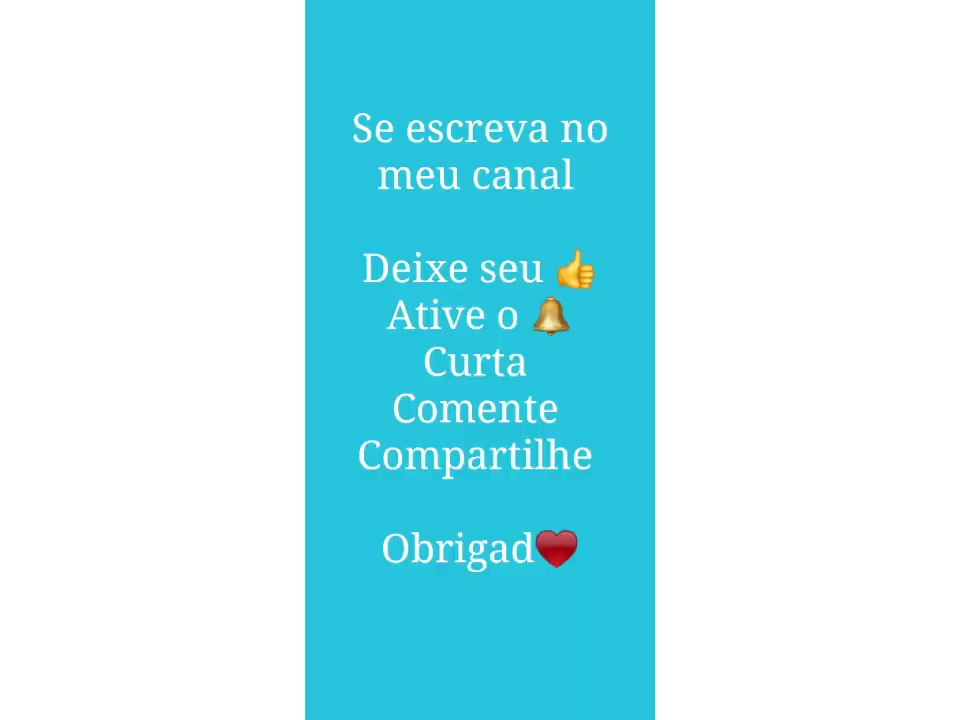 Se escreva no
meu canal
Deixe seu 👍
Ative o 🔔
Curta
Comente
Compartilhe
Obrigad❤️